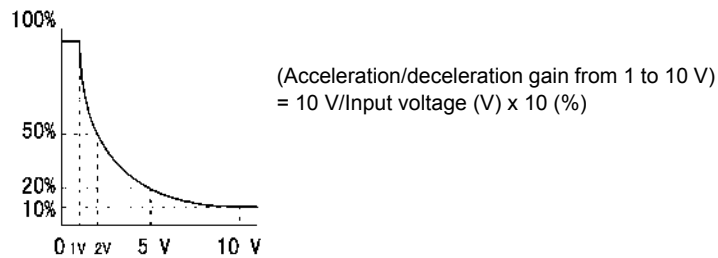 100%
(Acceleration/deceleration gain from 1 to 10 V)
= 10 V/Input voltage (V) x 10 (%)
50%
20%
10%
0 1V 2V 5 V 10 V